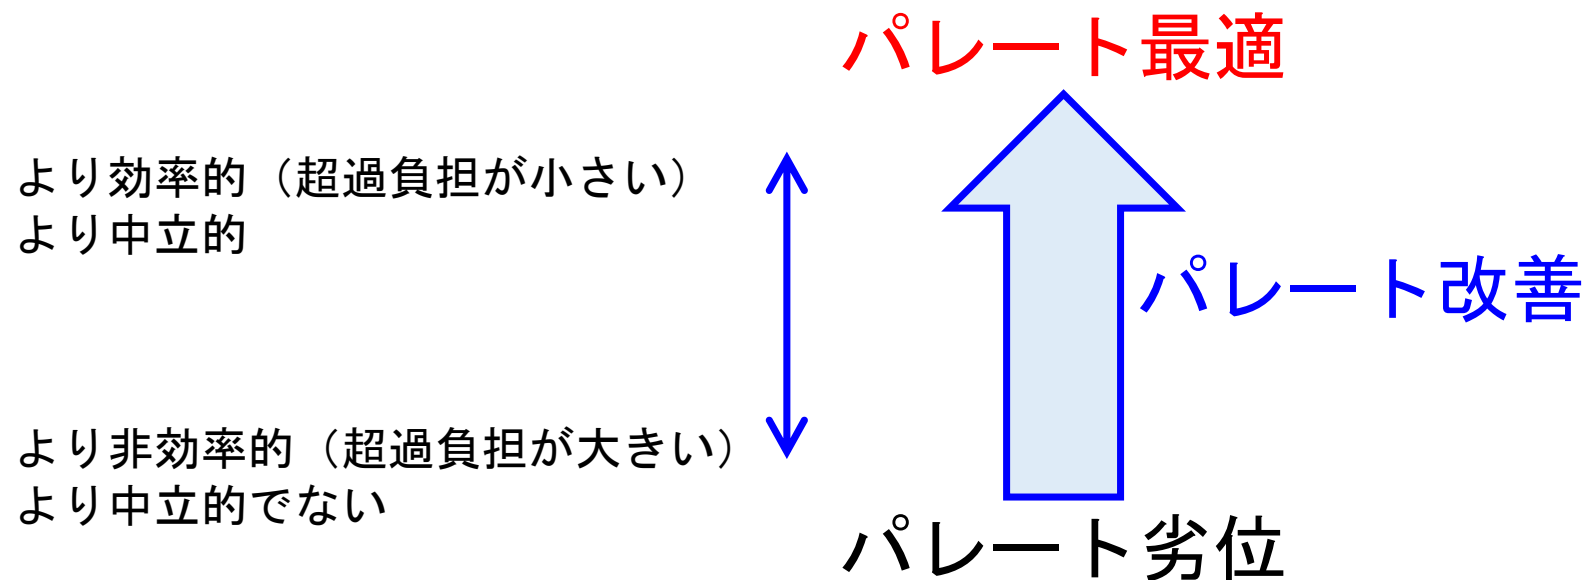 パレート最適
より効率的（超過負担が小さい）
より中立的
パレート改善
より非効率的（超過負担が大きい）
より中立的でない
パレート劣位